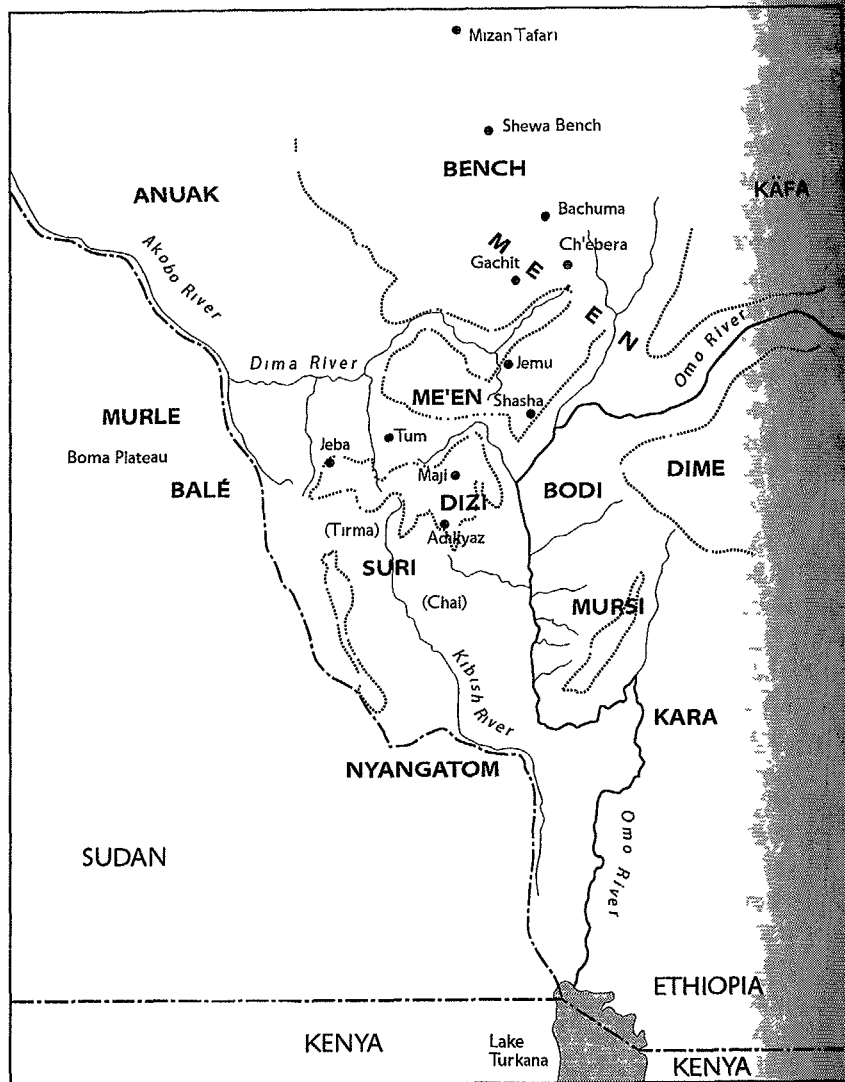 Mizan Tafari
Shewa Bench
BENCH
ANUAK
KÄFA
Bachuma
Akobo River
ME'EN
Ch'ebera
Gachit
Omo River
Dima River
Jemu
ME'EN
Shasha
MURLE
Tum
Jeba
Boma Plateau
Maji
BODI
DIME
BALÉ
DIZI
(Tirma)
Adikyaz
SURI
(Chai)
MURSI
Kibish River
KARA
NYANGATOM
Omo River
SUDAN
ETHIOPIA
KENYA
Lake
Turkana
KENYA